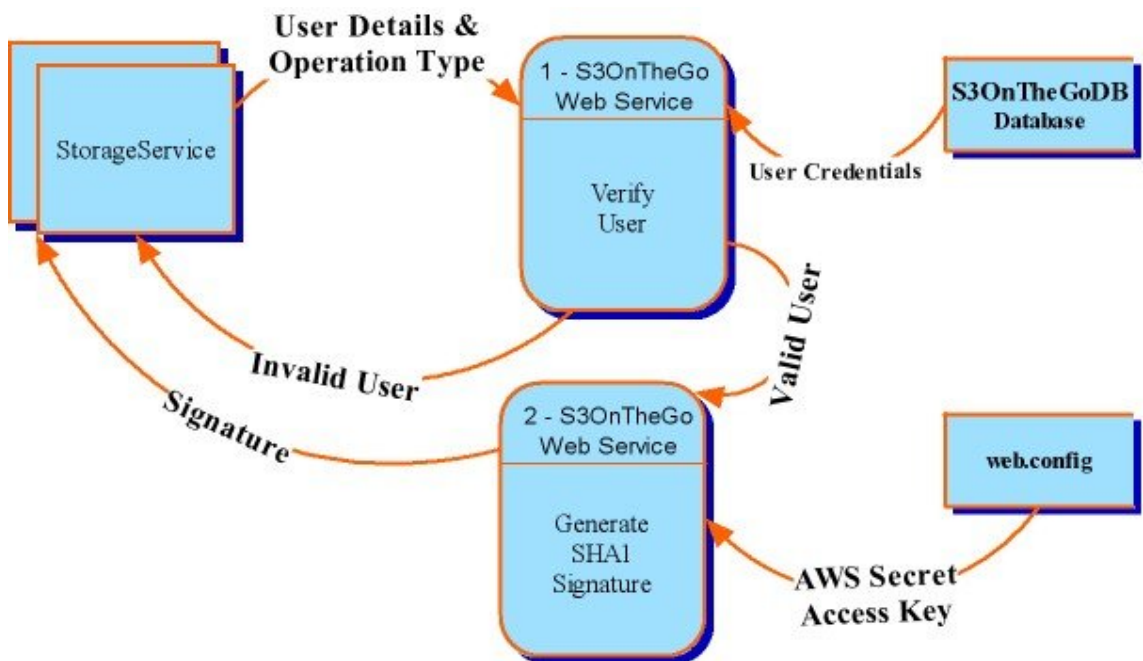 User Details &
Operation Type
1 - S3OnTheGo
Web Service
S3OnTheGoDB
Database
StorageService
User Credentials
Verify
User
Valid User
Invalid User
Signature
2 - S3OnTheGo
Web Service
web.config
Generate
SHA1
Signature
AWS Secret
Access Key